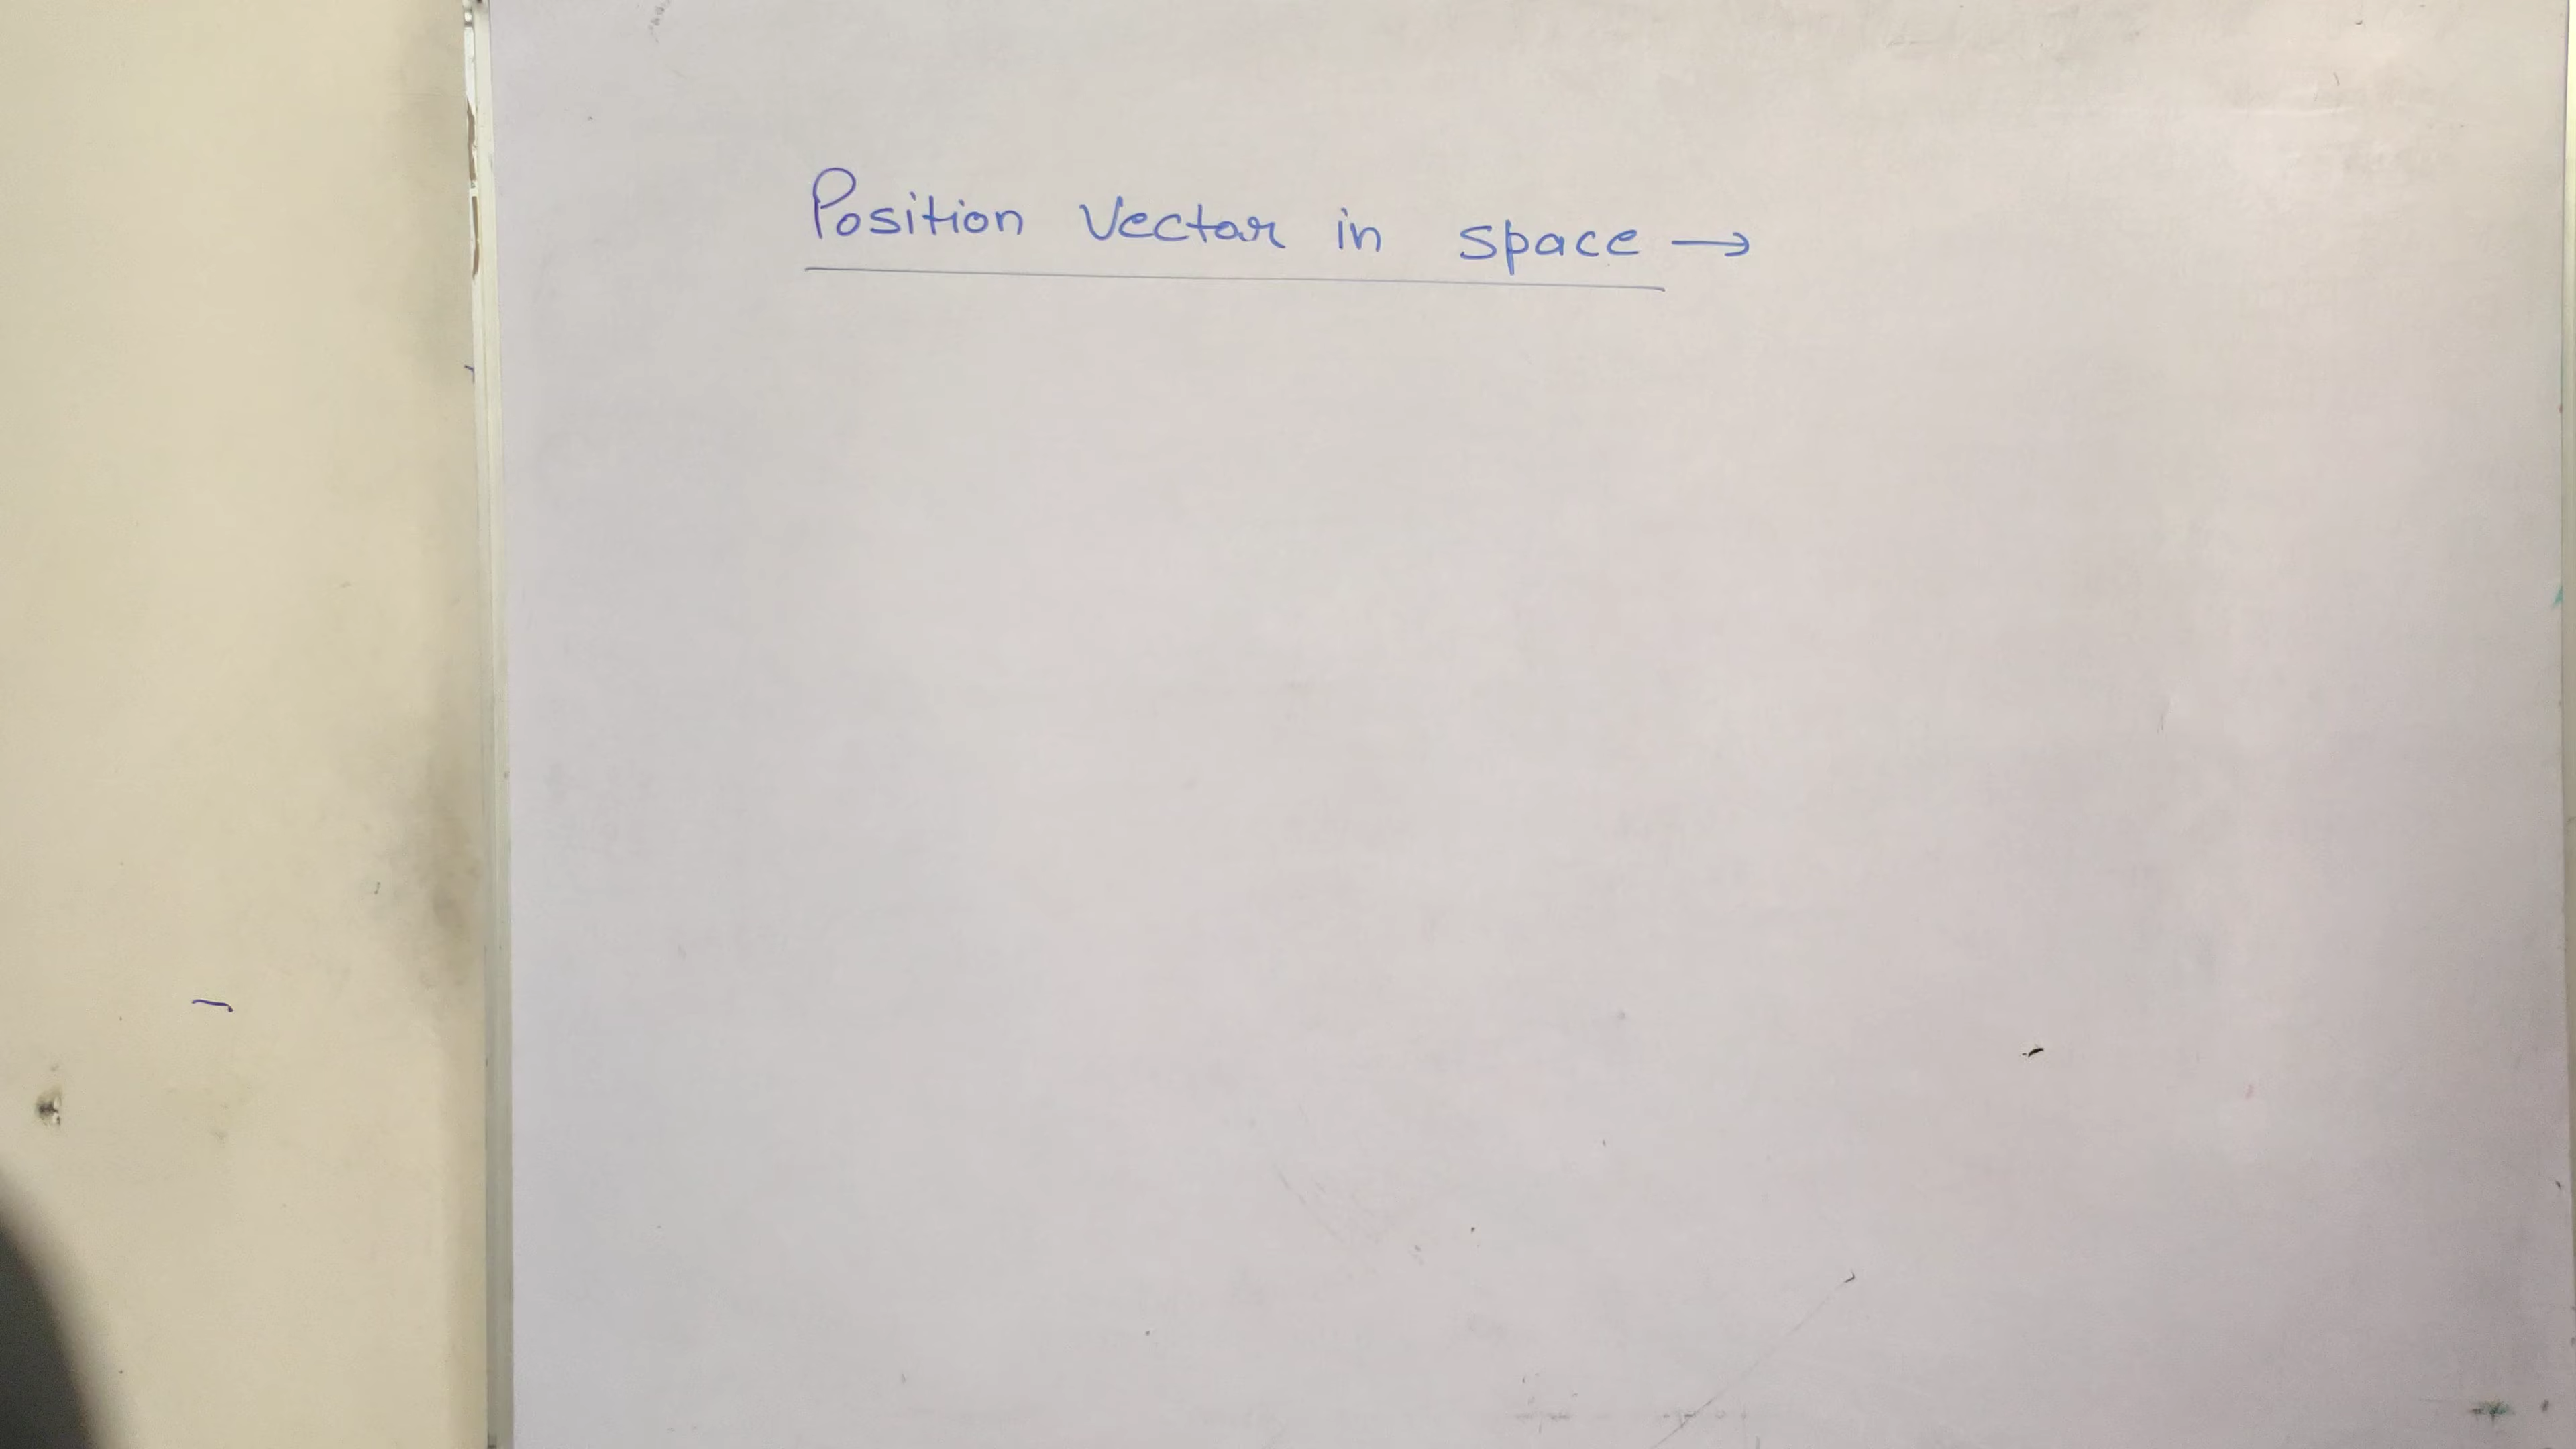 Position Vector in space →